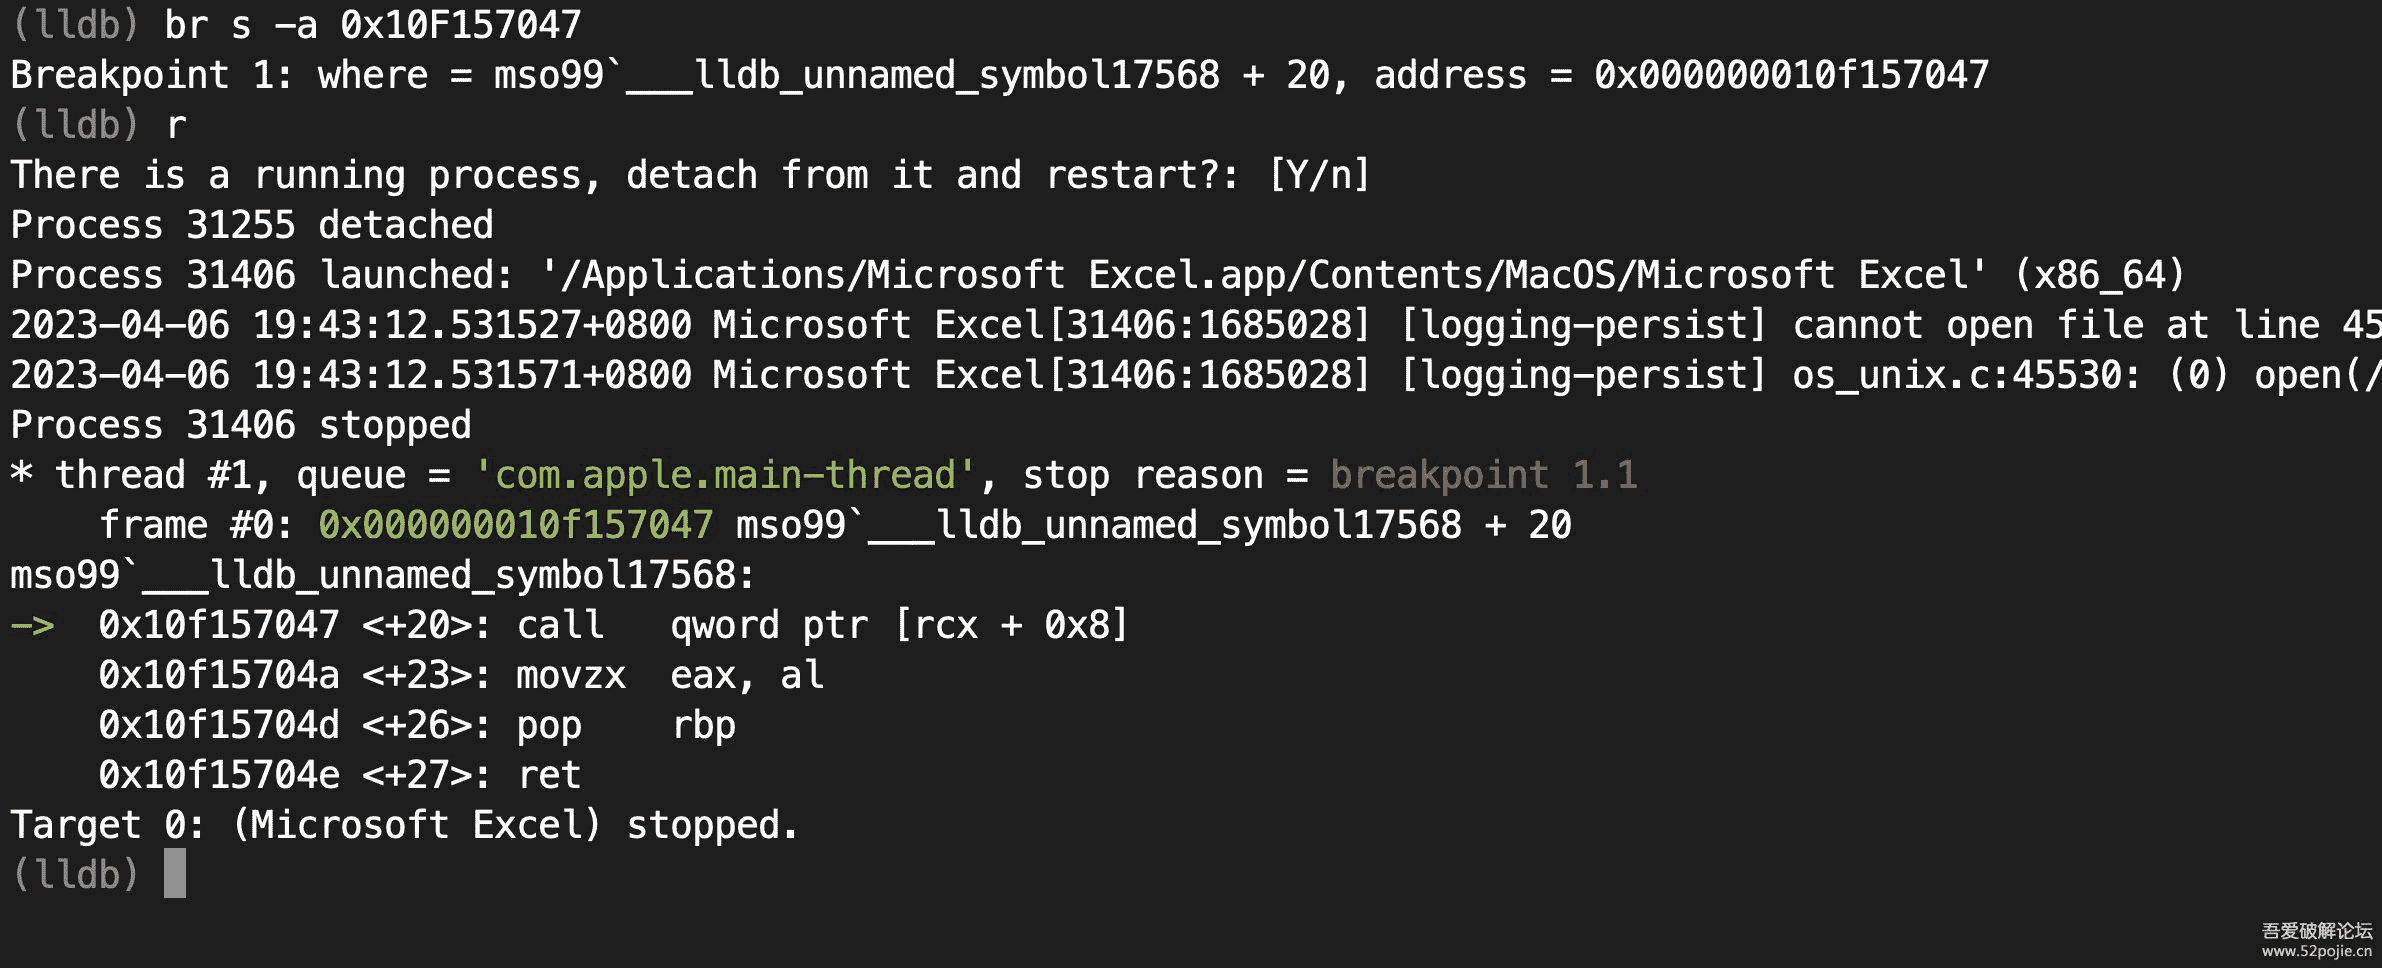 (lldb) br s -a 0x10F157047
Breakpoint 1: where = mso99`___lldb_unnamed_symbol17568 + 20, address = 0x000000010f157047
(lldb) r
There is a running process, detach from it and restart?: [Y/n]
Process 31255 detached
Process 31406 launched: '/Applications/Microsoft Excel.app/Contents/MacOS/Microsoft Excel' (x86_64)
2023-04-06 19:43:12.531527+0800 Microsoft Excel[31406:1685028] [logging-persist] cannot open file at line 45
2023-04-06 19:43:12.531571+0800 Microsoft Excel[31406:1685028] [logging-persist] os_unix.c:45530: (0) open(/
Process 31406 stopped
* thread #1, queue = 'com.apple.main-thread', stop reason = breakpoint 1.1
    frame #0: 0x000000010f157047 mso99`___lldb_unnamed_symbol17568 + 20
mso99`___lldb_unnamed_symbol17568:
->  0x10f157047 <+20>: call   qword ptr [rcx + 0x8]
    0x10f15704a <+23>: movzx  eax, al
    0x10f15704d <+26>: pop    rbp
    0x10f15704e <+27>: ret
Target 0: (Microsoft Excel) stopped.
(lldb)
吾爱破解论坛
www.52pojie.cn